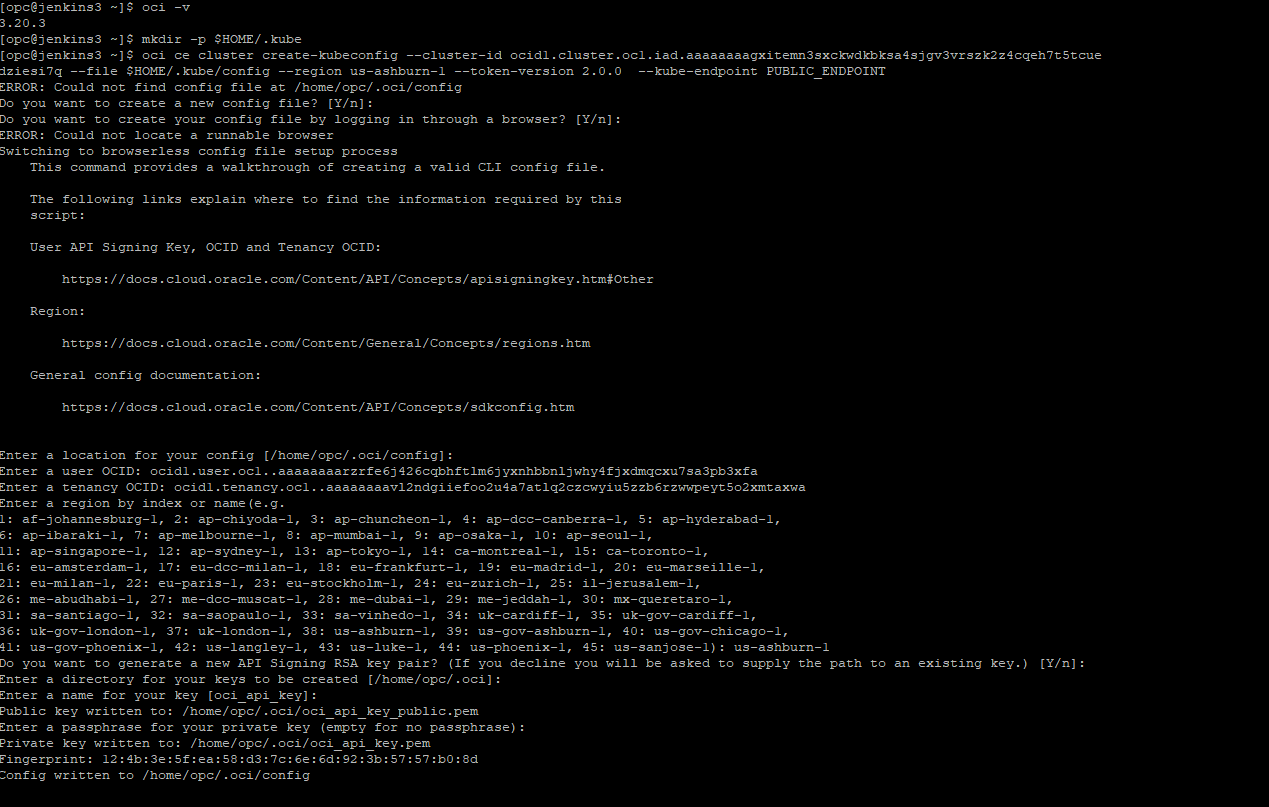 [opc@jenkins3 ~]$ oci -v
3.20.3
[opc@jenkins3 ~]$ mkdir -p $HOME/.kube
[opc@jenkins3 ~]$ oci ce cluster create-kubeconfig --cluster-id ocid1.cluster.oc1.iad.aaaaaaaagxitemn3sxckwdkbksa4sjgv3vrszk2z4cqeh7t5tcue
dziesi7q --file $HOME/.kube/config --region us-ashburn-1 --token-version 2.0.0  --kube-endpoint PUBLIC_ENDPOINT
ERROR: Could not find config file at /home/opc/.oci/config
Do you want to create a new config file? [Y/n]:
Do you want to create your config file by logging in through a browser? [Y/n]:
ERROR: Could not locate a runnable browser
Switching to browserless config file setup process
    This command provides a walkthrough of creating a valid CLI config file.
    The following links explain where to find the information required by this
    script:
    User API Signing Key, OCID and Tenancy OCID:
        https://docs.cloud.oracle.com/Content/API/Concepts/apisigningkey.htm#Other
    Region:
        https://docs.cloud.oracle.com/Content/General/Concepts/regions.htm
    General config documentation:
        https://docs.cloud.oracle.com/Content/API/Concepts/sdkconfig.htm
Enter a location for your config [/home/opc/.oci/config]:
Enter a user OCID: ocid1.user.oc1..aaaaaaaarzrfe6j426cqbhftlm6jyxnhbbnljwhy4fjxdmqcxu7sa3pb3xfa
Enter a tenancy OCID: ocid1.tenancy.oc1..aaaaaaaavl2ndgiiefoo2u4a7atlq2czcwyiu5zzb6rzwwpeyt5o2xmtaxwa
Enter a region by index or name(e.g.
1: af-johannesburg-1, 2: ap-chiyoda-1, 3: ap-chuncheon-1, 4: ap-dcc-canberra-1, 5: ap-hyderabad-1,
6: ap-ibaraki-1, 7: ap-melbourne-1, 8: ap-mumbai-1, 9: ap-osaka-1, 10: ap-seoul-1,
11: ap-singapore-1, 12: ap-sydney-1, 13: ap-tokyo-1, 14: ca-montreal-1, 15: ca-toronto-1,
16: eu-amsterdam-1, 17: eu-dcc-milan-1, 18: eu-frankfurt-1, 19: eu-madrid-1, 20: eu-marseille-1,
21: eu-milan-1, 22: eu-paris-1, 23: eu-stockholm-1, 24: eu-zurich-1, 25: il-jerusalem-1,
26: me-abudhabi-1, 27: me-dcc-muscat-1, 28: me-dubai-1, 29: me-jeddah-1, 30: mx-queretaro-1,
31: sa-santiago-1, 32: sa-saopaulo-1, 33: sa-vinhedo-1, 34: uk-cardiff-1, 35: uk-gov-cardiff-1,
36: uk-gov-london-1, 37: uk-london-1, 38: us-ashburn-1, 39: us-gov-ashburn-1, 40: us-gov-chicago-1,
41: us-gov-phoenix-1, 42: us-langley-1, 43: us-luke-1, 44: us-phoenix-1, 45: us-sanjose-1): us-ashburn-1
Do you want to generate a new API Signing RSA key pair? (If you decline you will be asked to supply the path to an existing key.) [Y/n]:
Enter a directory for your keys to be created [/home/opc/.oci]:
Enter a name for your key [oci_api_key]:
Public key written to: /home/opc/.oci/oci_api_key_public.pem
Enter a passphrase for your private key (empty for no passphrase):
Private key written to: /home/opc/.oci/oci_api_key.pem
Fingerprint: 12:4b:3e:5f:ea:58:d3:7c:6e:6d:92:3b:57:57:b0:8d
Config written to /home/opc/.oci/config